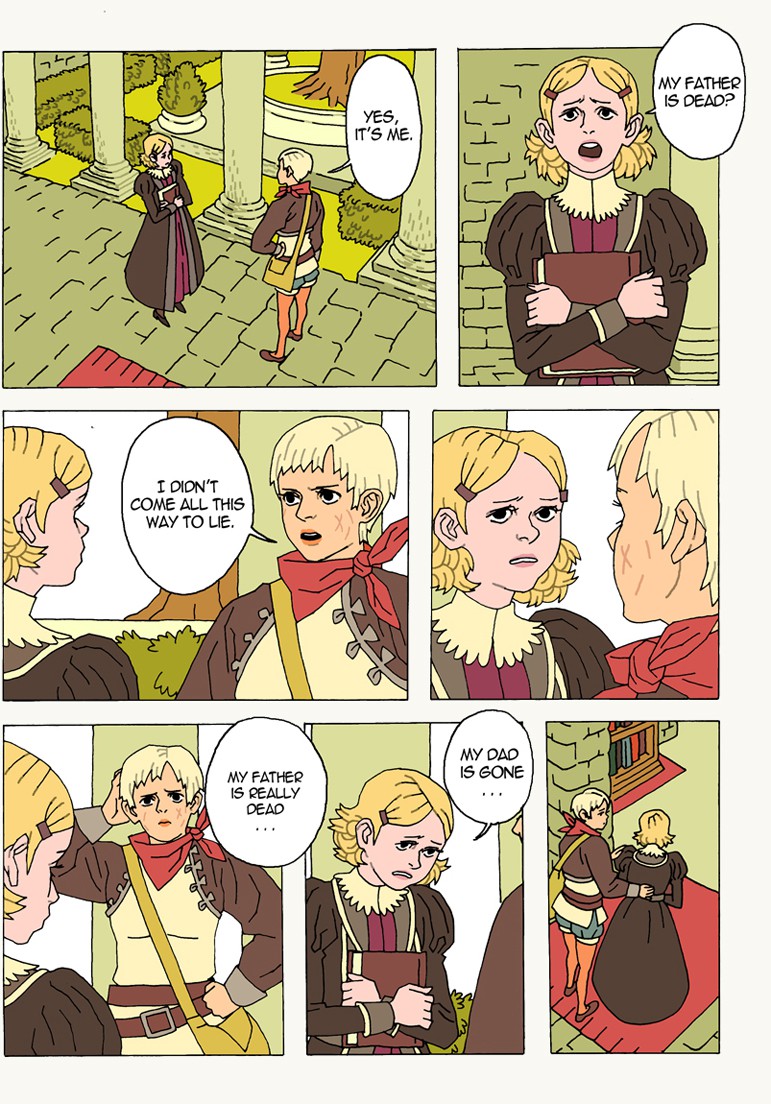 YES,
IT'S ME.
MY FATHER
IS DEAD?
I DIDN'T
COME ALL THIS
WAY TO LIE.
MY FATHER
IS REALLY
DEAD
...
MY DAD
IS GONE
...